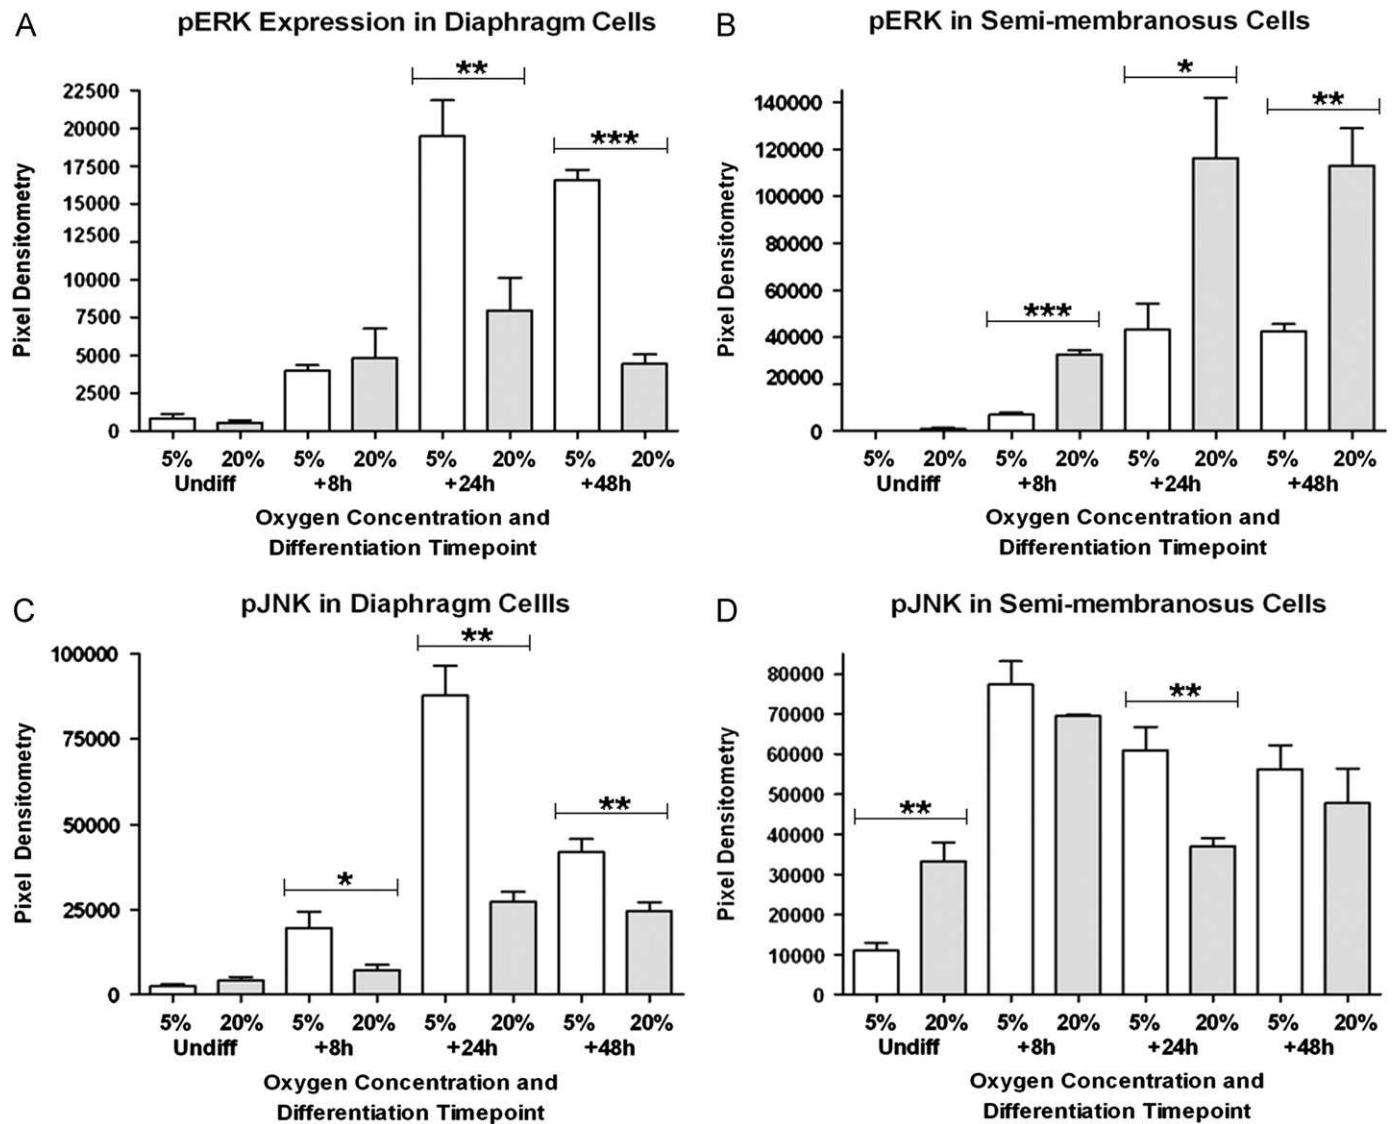 A
pERK Expression in Diaphragm Cells
22500
20000
17500
15000
12500
10000
7500
5000
2500
0
Pixel Densitometry
**
***
5% 20% 5% 20% 5% 20% 5% 20%
Undiff +8h +24h +48h
Oxygen Concentration and
Differentiation Timepoint
B
pERK in Semi-membranosus Cells
140000
120000
100000
80000
60000
40000
20000
0
Pixel Densitometry
***
*
**
5% 20% 5% 20% 5% 20% 5% 20%
Undiff +8h +24h +48h
Oxygen Concentration and
Differentiation Timepoint
C
pJNK in Diaphragm Cellls
100000
75000
50000
25000
0
Pixel Densitometry
*
**
**
5% 20% 5% 20% 5% 20% 5% 20%
Undiff +8h +24h +48h
Oxygen Concentration and
Differentiation Timepoint
D
pJNK in Semi-membranosus Cells
80000
70000
60000
50000
40000
30000
20000
10000
0
Pixel Densitometry
**
**
5% 20% 5% 20% 5% 20% 5% 20%
Undiff +8h +24h +48h
Oxygen Concentration and
Differentiation Timepoint